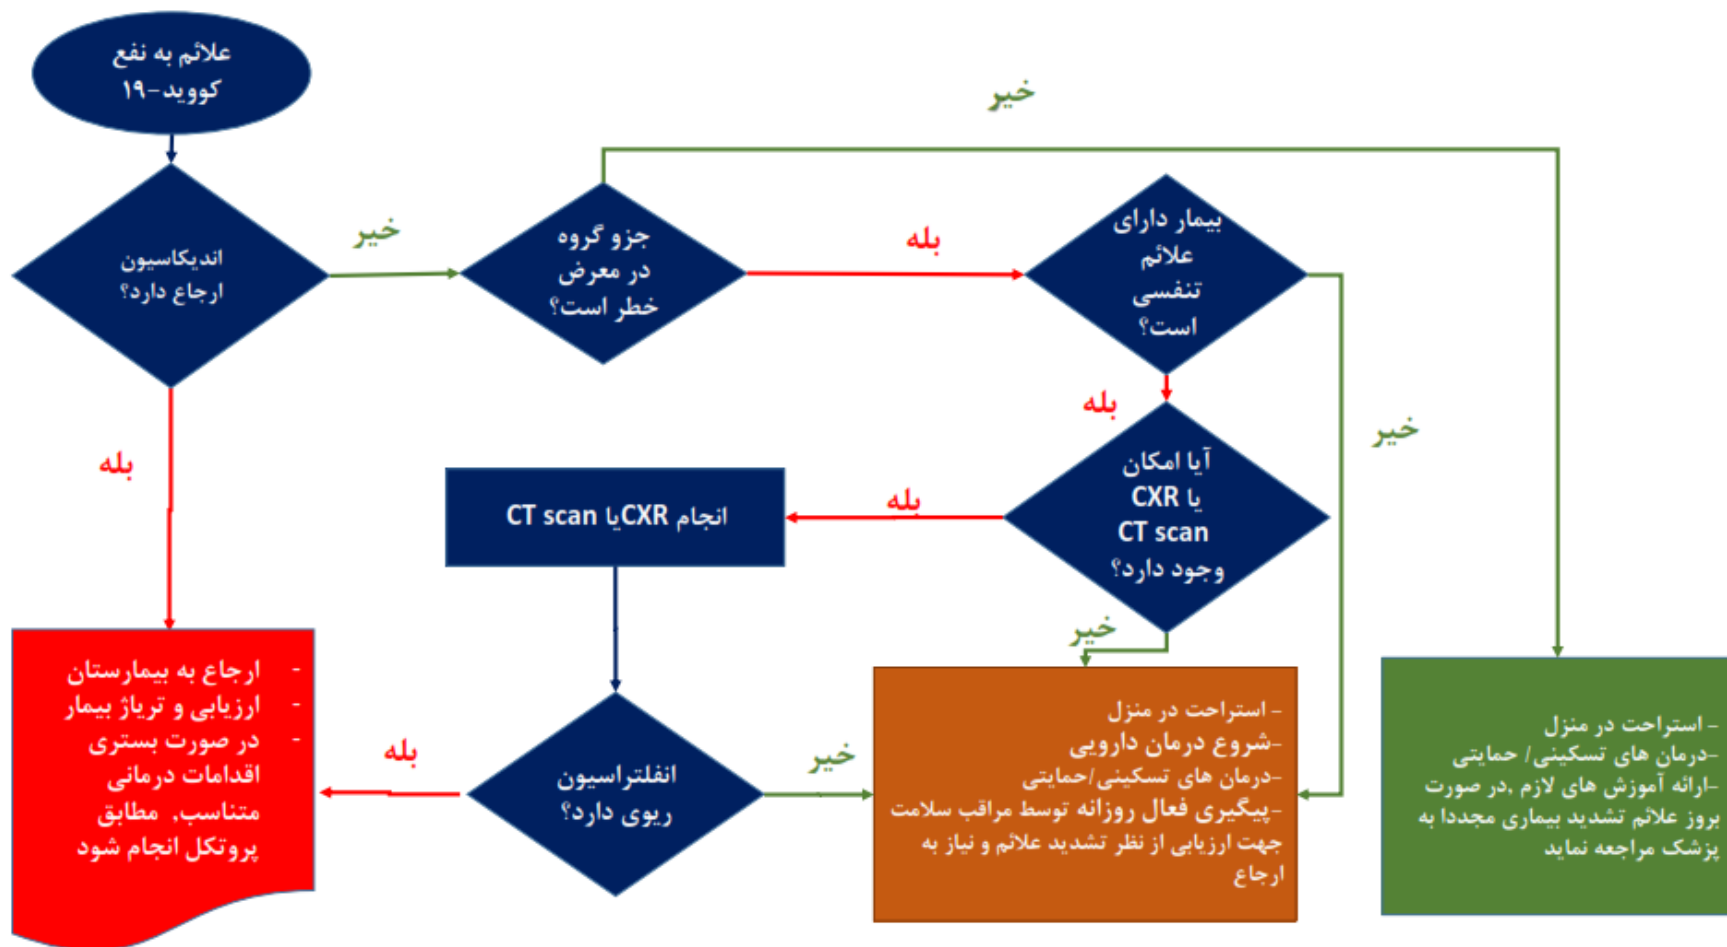 علائم به نفع
کووید-۱۹
اندیکاسیون
ارجاع دارد؟
خیر
بله
جزو گروه
در معرض
خطر است؟
خیر
بله
بیمار دارای
علائم
تنفسی
است؟
خیر
بله
آیا امکان
CXR یا
CT scan
وجود دارد؟
بله
خیر
انجام CXRیا CT scan
انفلتراسیون
ریوی دارد؟
بله
خیر
- ارجاع به بیمارستان
- ارزیابی و تریاژ بیمار
- در صورت بستری
اقدامات درمانی
متناسب, مطابق
پروتکل انجام شود
- استراحت در منزل
-شروع درمان دارویی
-درمان های تسکینی/حمایتی
-پیگیری فعال روزانه توسط مراقب سلامت
جهت ارزیابی از نظر تشدید علائم و نیاز به
ارجاع
- استراحت در منزل
-درمان های تسکینی/ حمایتی
-ارائه آموزش های لازم ,در صورت
بروز علائم تشدید بیماری مجددا به
پزشک مراجعه نماید